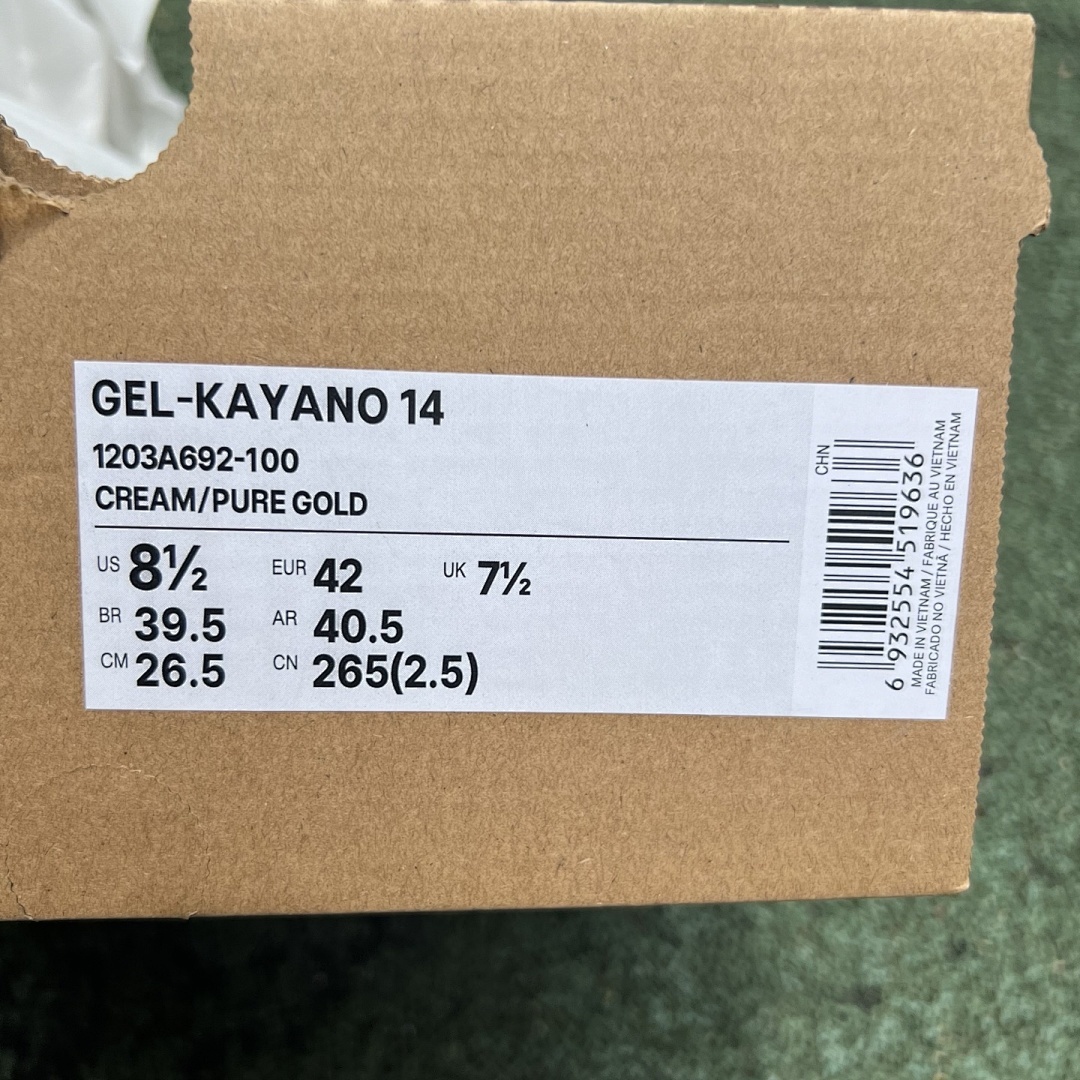 GEL-KAYANO 14
1203A692-100
CREAM/PURE GOLD
US 8½ EUR 42 UK 7½
BR 39.5 AR 40.5
CM 26.5 CN 265(2.5)
CHN
6 932554 519636
MADE IN VIETNAM / FABRIQUE AU VIETNAM
FABRICADO NO VIETNÃ / HECHO EN VIETNAM